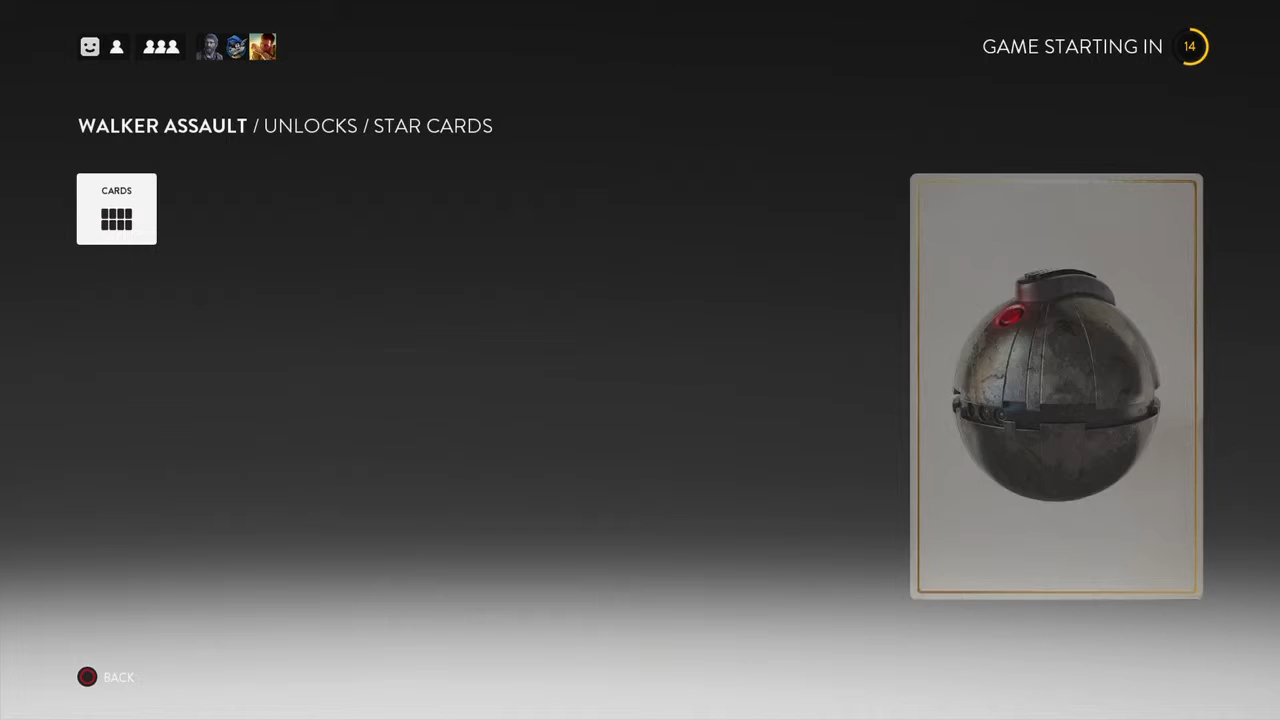 GAME STARTING IN 14
WALKER ASSAULT / UNLOCKS / STAR CARDS
CARDS
BACK